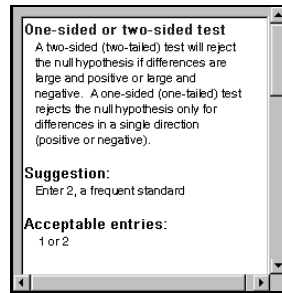 One-sided or two-sided test
A two-sided (two-tailed) test will reject
the null hypothesis if differences are
large and positive or large and
negative. A one-sided (one-tailed) test
rejects the null hypothesis only for
differences in a single direction
(positive or negative).
Suggestion:
Enter 2, a frequent standard
Acceptable entries:
1 or 2